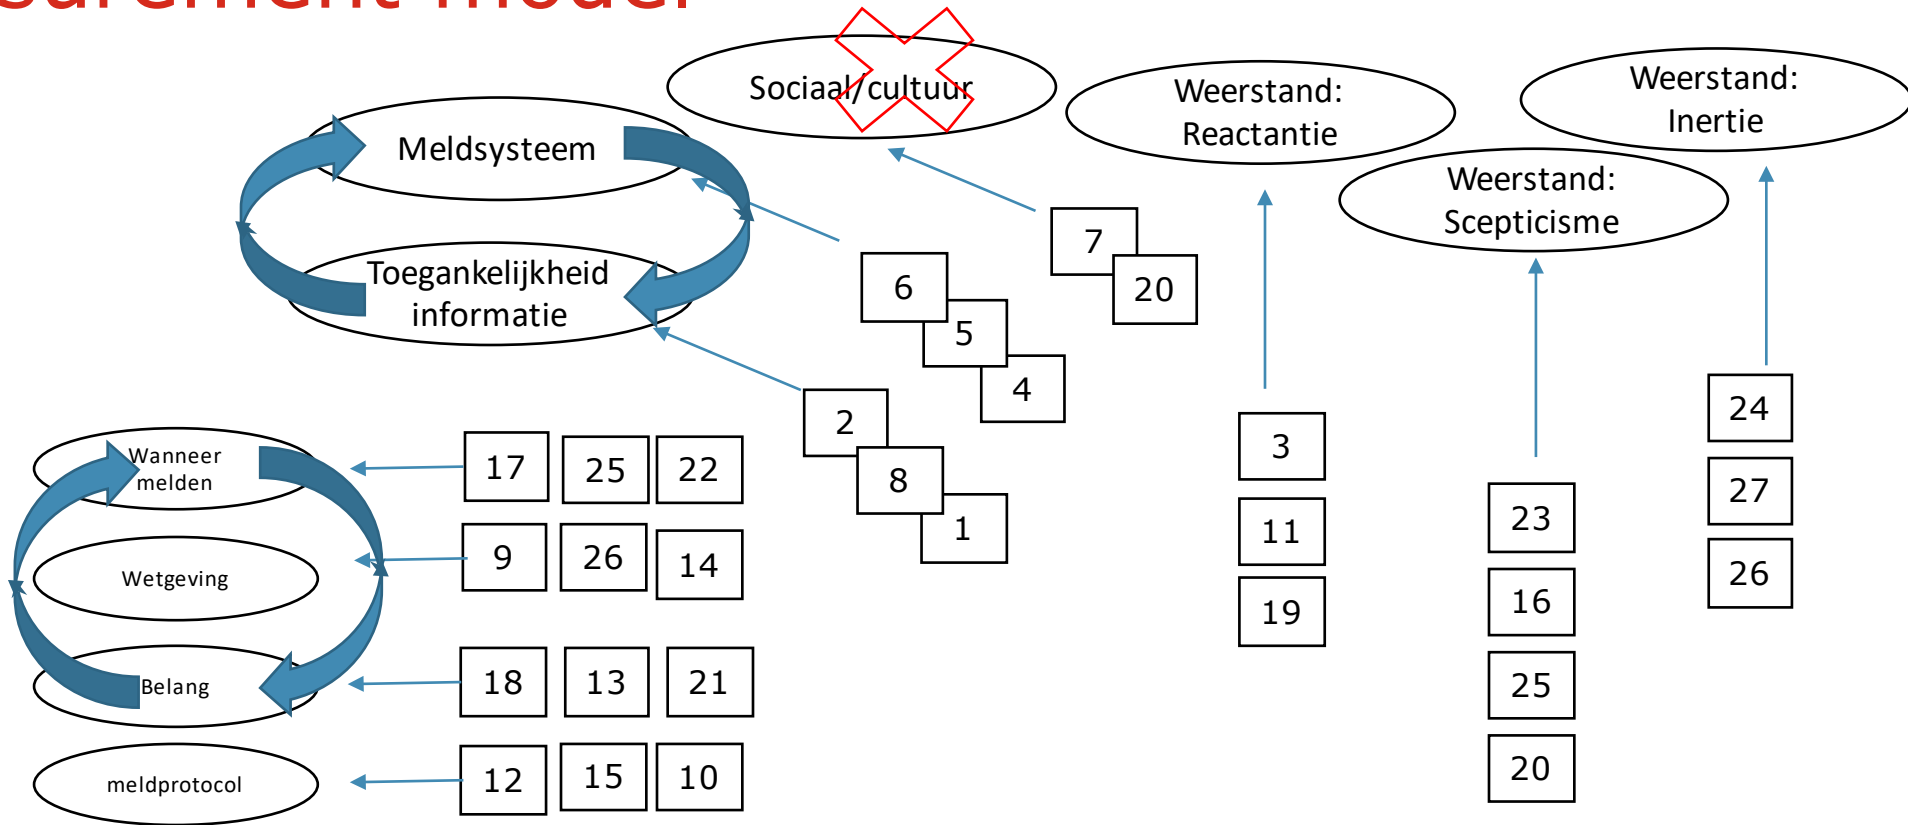 surement model
Sociaal/cultuur
Weerstand:
Reactantie
Weerstand:
Inertie
Meldsysteem
Weerstand:
Scepticisme
Toegankelijkheid
informatie
7
20
6
5
4
2
8
1
3
11
19
23
16
25
20
24
27
26
Wanneer
melden
17 25 22
Wetgeving
9 26 14
Belang
18 13 21
meldprotocol
12 15 10